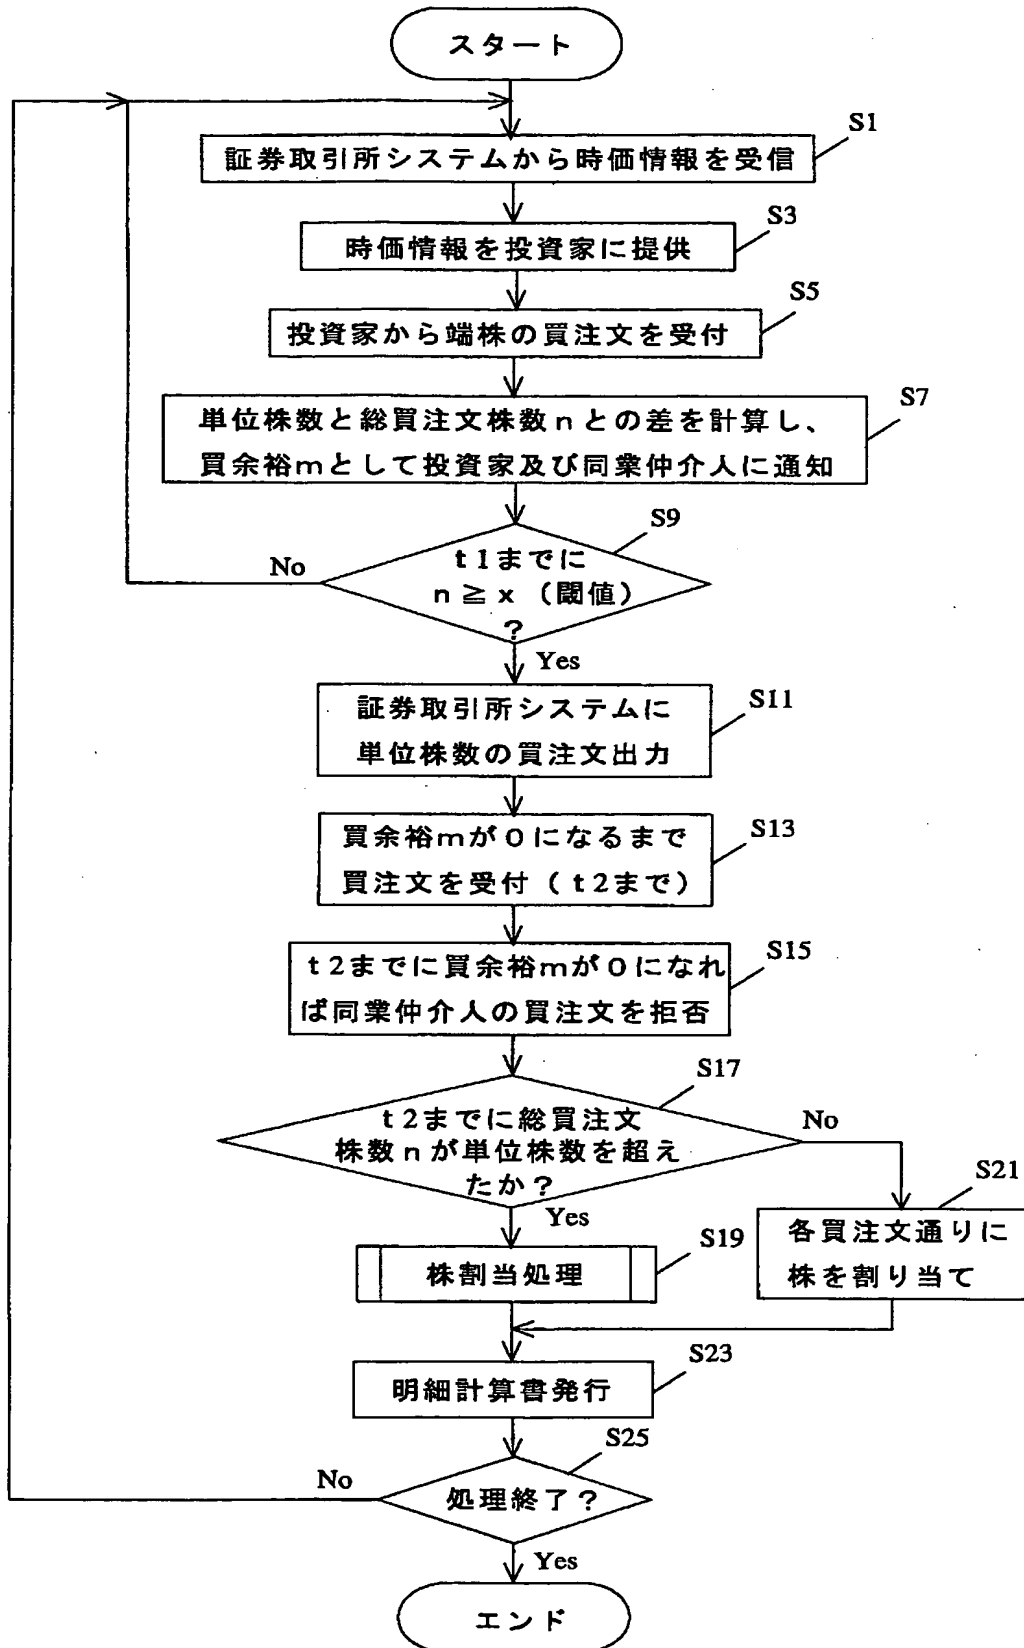 スタート
S1
証券取引所システムから時価情報を受信
S3
時価情報を投資家に提供
S5
投資家から端株の買注文を受付
S7
単位株数と総買注文株数nとの差を計算し、
買余裕mとして投資家及び同業仲介人に通知
S9
t1までに
n≧x（閾値）
？
No
Yes
S11
証券取引所システムに
単位株数の買注文出力
S13
買余裕mが0になるまで
買注文を受付（t2まで）
S15
t2までに買余裕mが0になれ
ば同業仲介人の買注文を拒否
S17
t2までに総買注文
株数nが単位株数を超え
たか？
No
Yes
S19
株割当処理
S21
各買注文通りに
株を割り当て
S23
明細計算書発行
S25
処理終了？
No
Yes
エンド